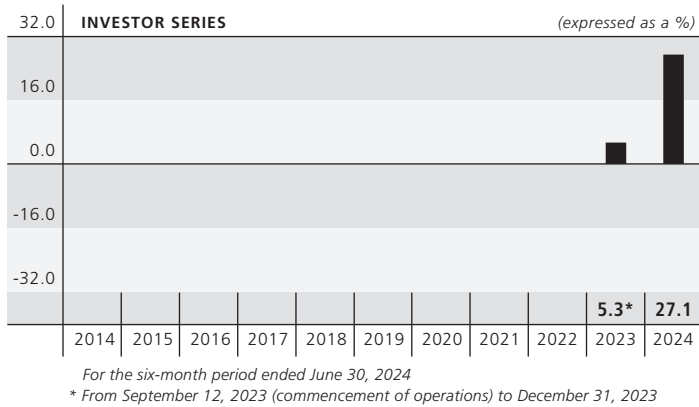 INVESTOR SERIES (expressed as a %)
32.0
16.0
0.0
-16.0
-32.0
5.3* 27.1
2014 2015 2016 2017 2018 2019 2020 2021 2022 2023 2024
For the six-month period ended June 30, 2024
* From September 12, 2023 (commencement of operations) to December 31, 2023